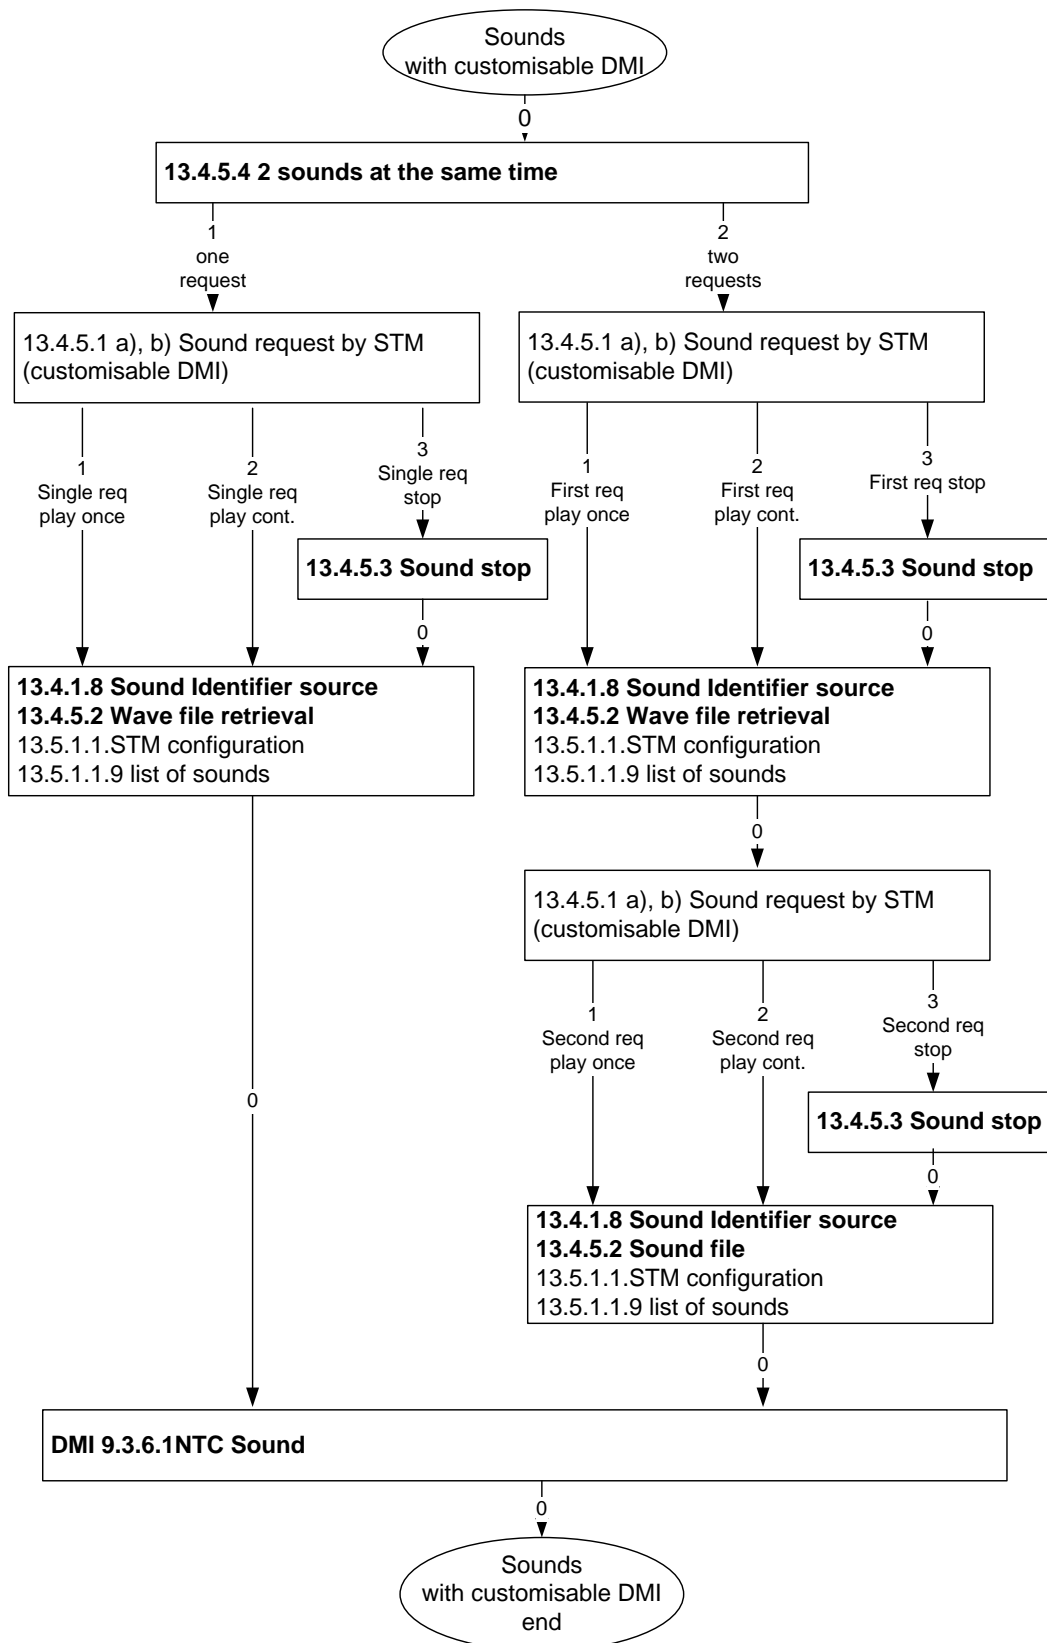 Sounds
with customisable DMI
0
13.4.5.4 2 sounds at the same time
1
one
request
2
two
requests
13.4.5.1 a), b) Sound request by STM
(customisable DMI)
13.4.5.1 a), b) Sound request by STM
(customisable DMI)
1
Single req
play once
2
Single req
play cont.
3
Single req
stop
1
First req
play once
2
First req
play cont.
3
First req stop
13.4.5.3 Sound stop
13.4.5.3 Sound stop
0
0
13.4.1.8 Sound Identifier source
13.4.5.2 Wave file retrieval
13.5.1.1.STM configuration
13.5.1.1.9 list of sounds
13.4.1.8 Sound Identifier source
13.4.5.2 Wave file retrieval
13.5.1.1.STM configuration
13.5.1.1.9 list of sounds
0
13.4.5.1 a), b) Sound request by STM
(customisable DMI)
1
Second req
play once
2
Second req
play cont.
3
Second req
stop
0
13.4.5.3 Sound stop
0
13.4.1.8 Sound Identifier source
13.4.5.2 Sound file
13.5.1.1.STM configuration
13.5.1.1.9 list of sounds
0
DMI 9.3.6.1NTC Sound
0
Sounds
with customisable DMI
end